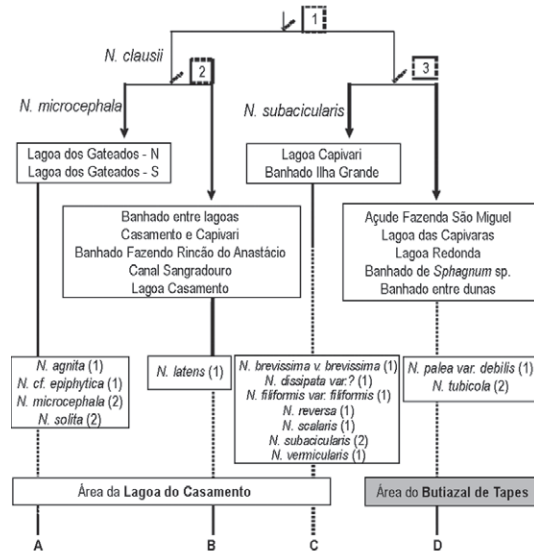 1
N. clausii
2
3
N. microcephala
N. subacicularis
Lagoa dos Gateados - N
Lagoa dos Gateados - S
Lagoa Capivari
Banhado Ilha Grande
Banhado entre lagoas
Casamento e Capivari
Banhado Fazendo Rincão do Anastácio
Canal Sangradouro
Lagoa Casamento
Açude Fazenda São Miguel
Lagoa das Capivaras
Lagoa Redonda
Banhado de Sphagnum sp.
Banhado entre dunas
N. agnita (1)
N. cf. epiphytica (1)
N. microcephala (2)
N. solita (2)
N. latens (1)
N. brevissima v. brevissima (1)
N. dissipata var.? (1)
N. filiformis var. filiformis (1)
N. reversa (1)
N. scalaris (1)
N. subacicularis (2)
N. vermicularis (1)
N. palea var. debilis (1)
N. tubicola (2)
Área da Lagoa do Casamento
Área do Butiazal de Tapes
A
B
C
D